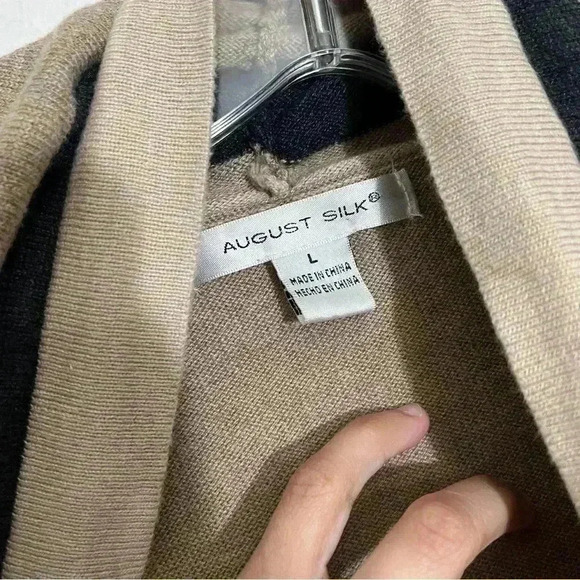 AUGUST SILK®
L
MADE IN CHINA
HECHO EN CHINA